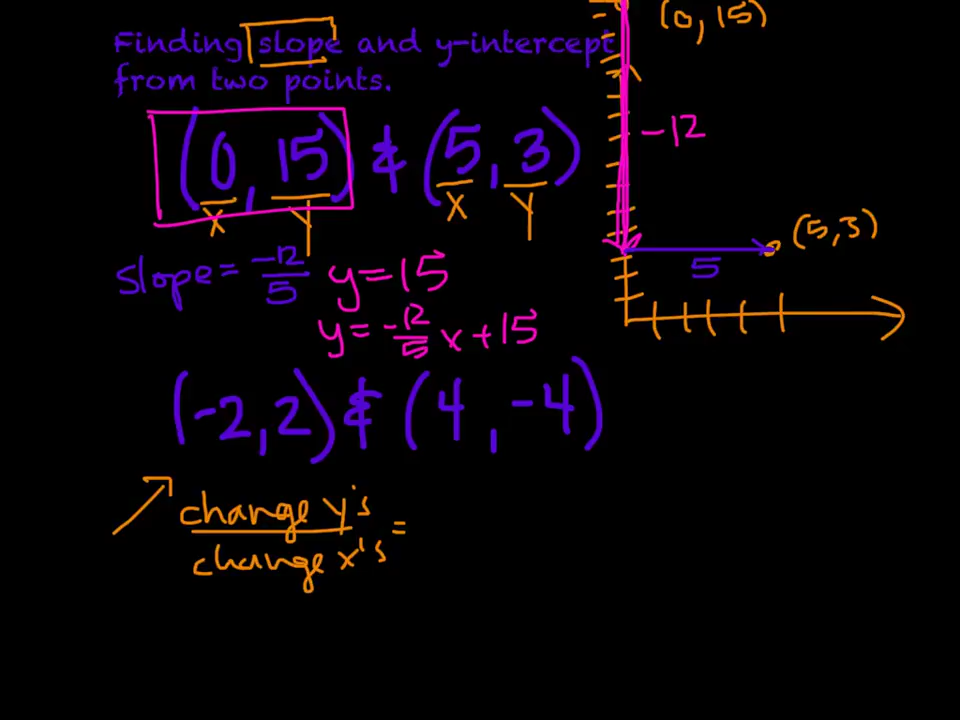 Finding slope and y-intercept
from two points.
(0, 15) & (5, 3)
x y x y
slope = -12/5
y = 15
y = -12/5 x + 15
(-2, 2) & (4, -4)
change y's / change x's =
(0, 15)
-12
(5, 3)
5